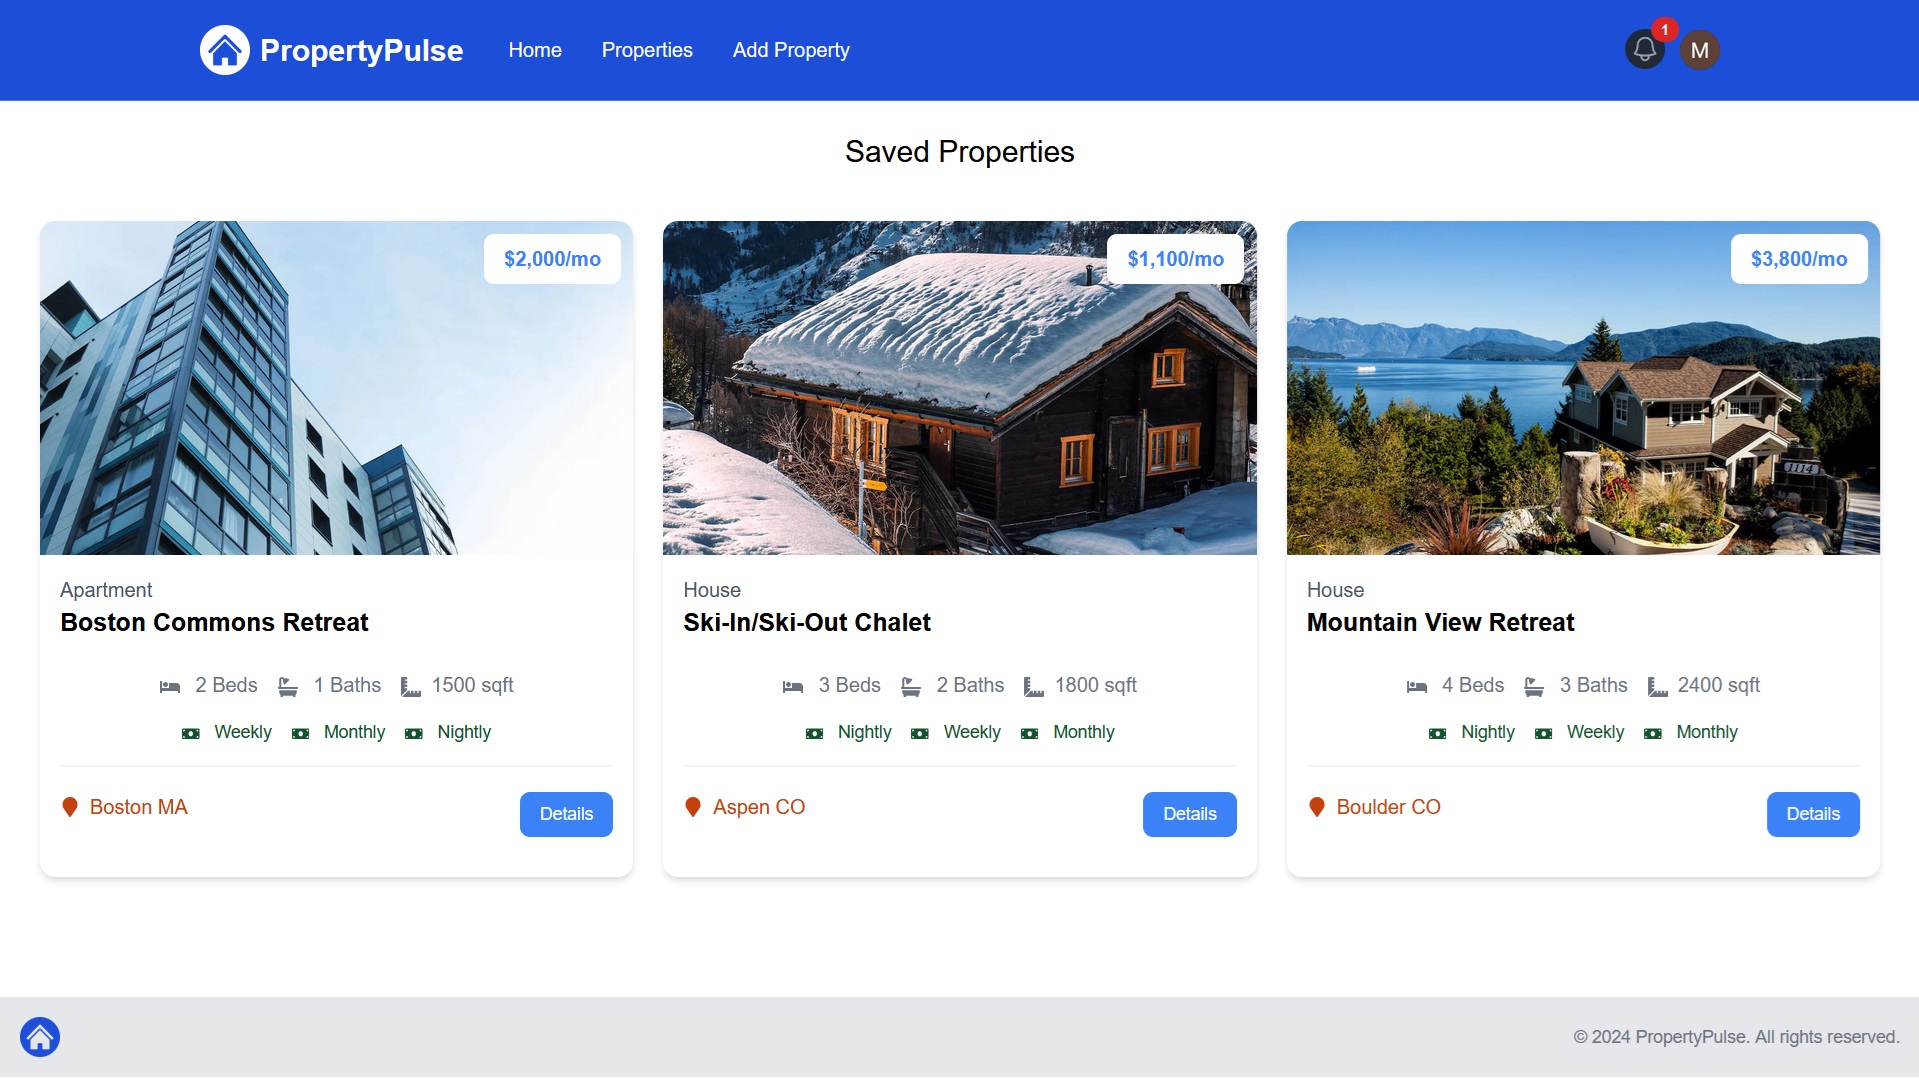 PropertyPulse Home Properties Add Property 1 M
Saved Properties
$2,000/mo
Apartment
Boston Commons Retreat
2 Beds 1 Baths 1500 sqft
Weekly Monthly Nightly
Boston MA Details
$1,100/mo
House
Ski-In/Ski-Out Chalet
3 Beds 2 Baths 1800 sqft
Nightly Weekly Monthly
Aspen CO Details
$3,800/mo
1114
House
Mountain View Retreat
4 Beds 3 Baths 2400 sqft
Nightly Weekly Monthly
Boulder CO Details
© 2024 PropertyPulse. All rights reserved.